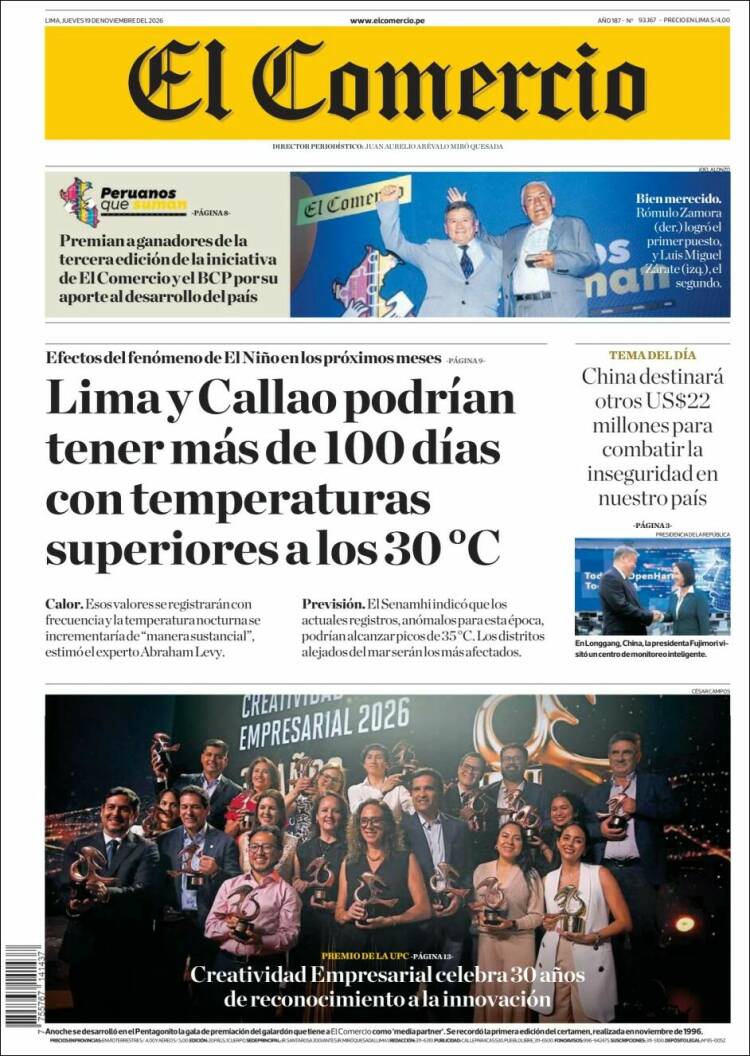 LIMA, JUEVES 19 DE NOVIEMBRE DEL 2026
www.elcomercio.pe
AÑO 187 - Nº 93.167 - PRECIO EN LIMA S/4,00
El Comercio
DIRECTOR PERIODÍSTICO: JUAN AURELIO ARÉVALO MIRÓ QUESADA
JOEL ALONZO
Peruanos
que suman
-PÁGINA 8-
Premian a ganadores de la
tercera edición de la iniciativa
de El Comercio y el BCP por su
aporte al desarrollo del país
El Comercio
Bien merecido.
Rómulo Zamora
(der.) logró el
primer puesto,
y Luis Miguel
Zárate (izq.), el
segundo.
Efectos del fenómeno de El Niño en los próximos meses -PÁGINA 9-
Lima y Callao podrían
tener más de 100 días
con temperaturas
superiores a los 30 °C
Calor. Esos valores se registrarán con
frecuencia y la temperatura nocturna se
incrementaría de “manera sustancial”,
estimó el experto Abraham Levy.
Previsión. El Senamhi indicó que los
actuales registros, anómalos para esta época,
podrían alcanzar picos de 35 °C. Los distritos
alejados del mar serán los más afectados.
TEMA DEL DÍA
China destinará
otros US$22
millones para
combatir la
inseguridad en
nuestro país
-PÁGINA 3-
PRESIDENCIA DE LA REPÚBLICA
En Longgang, China, la presidenta Fujimori vi-
sitó un centro de monitoreo inteligente.
CÉSAR CAMPOS
CREATIVIDAD
EMPRESARIAL 2026
30 AÑOS
PREMIO DE LA UPC -PÁGINA 13-
Creatividad Empresarial celebra 30 años
de reconocimiento a la innovación
7 755767 141437
Anoche se desarrolló en el Pentagonito la gala de premiación del galardón que tiene a El Comercio como ‘media partner’. Se recordó la primera edición del certamen, realizada en noviembre de 1996.